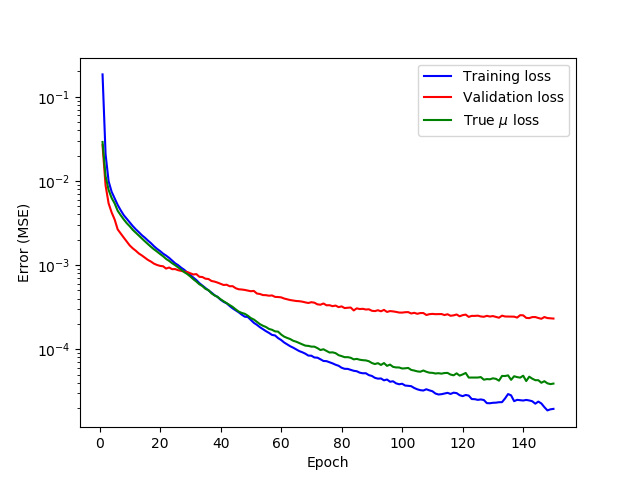 Training loss
Validation loss
True μ loss
Error (MSE)
10⁻¹
10⁻²
10⁻³
10⁻⁴
0 20 40 60 80 100 120 140
Epoch